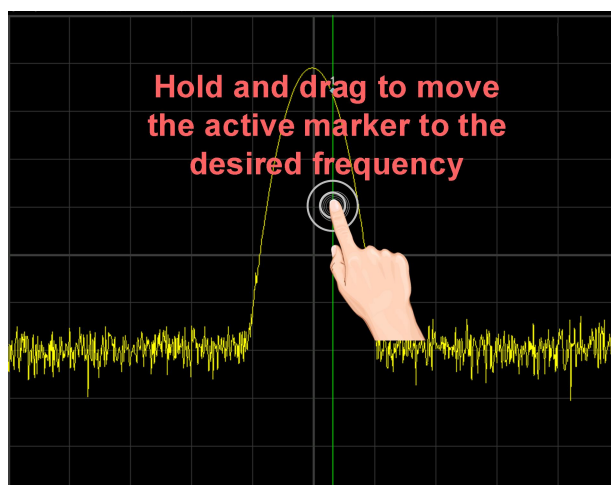 Hold and drag to move
the active marker to the
desired frequency